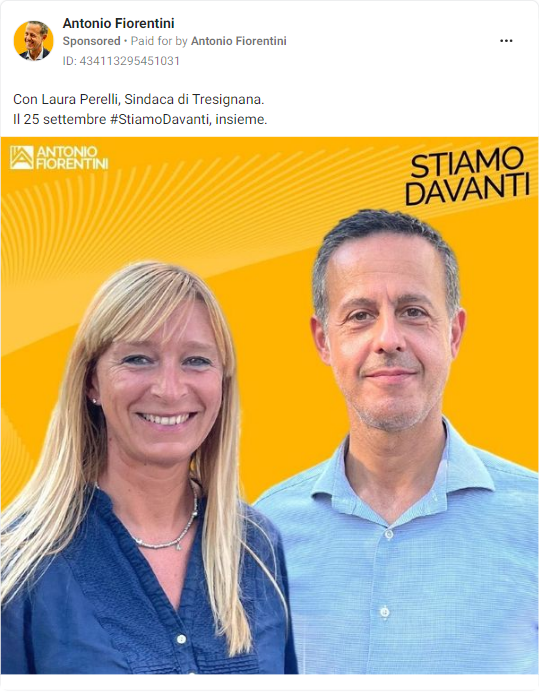 Antonio Fiorentini
Sponsored • Paid for by Antonio Fiorentini
ID: 434113295451031
Con Laura Perelli, Sindaca di Tresignana.
Il 25 settembre #StiamoDavanti, insieme.
ANTONIO
FIORENTINI
STIAMO
DAVANTI